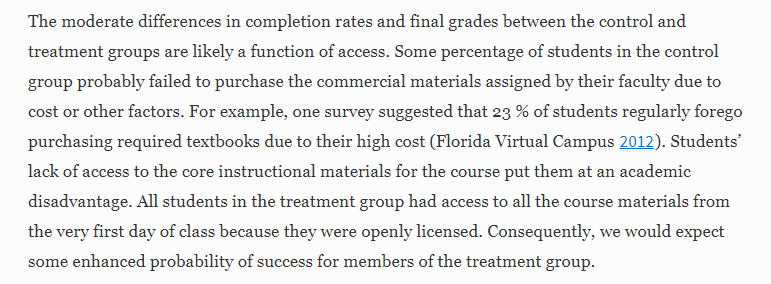 The moderate differences in completion rates and final grades between the control and
treatment groups are likely a function of access. Some percentage of students in the control
group probably failed to purchase the commercial materials assigned by their faculty due to
cost or other factors. For example, one survey suggested that 23 % of students regularly forego
purchasing required textbooks due to their high cost (Florida Virtual Campus 2012). Students’
lack of access to the core instructional materials for the course put them at an academic
disadvantage. All students in the treatment group had access to all the course materials from
the very first day of class because they were openly licensed. Consequently, we would expect
some enhanced probability of success for members of the treatment group.